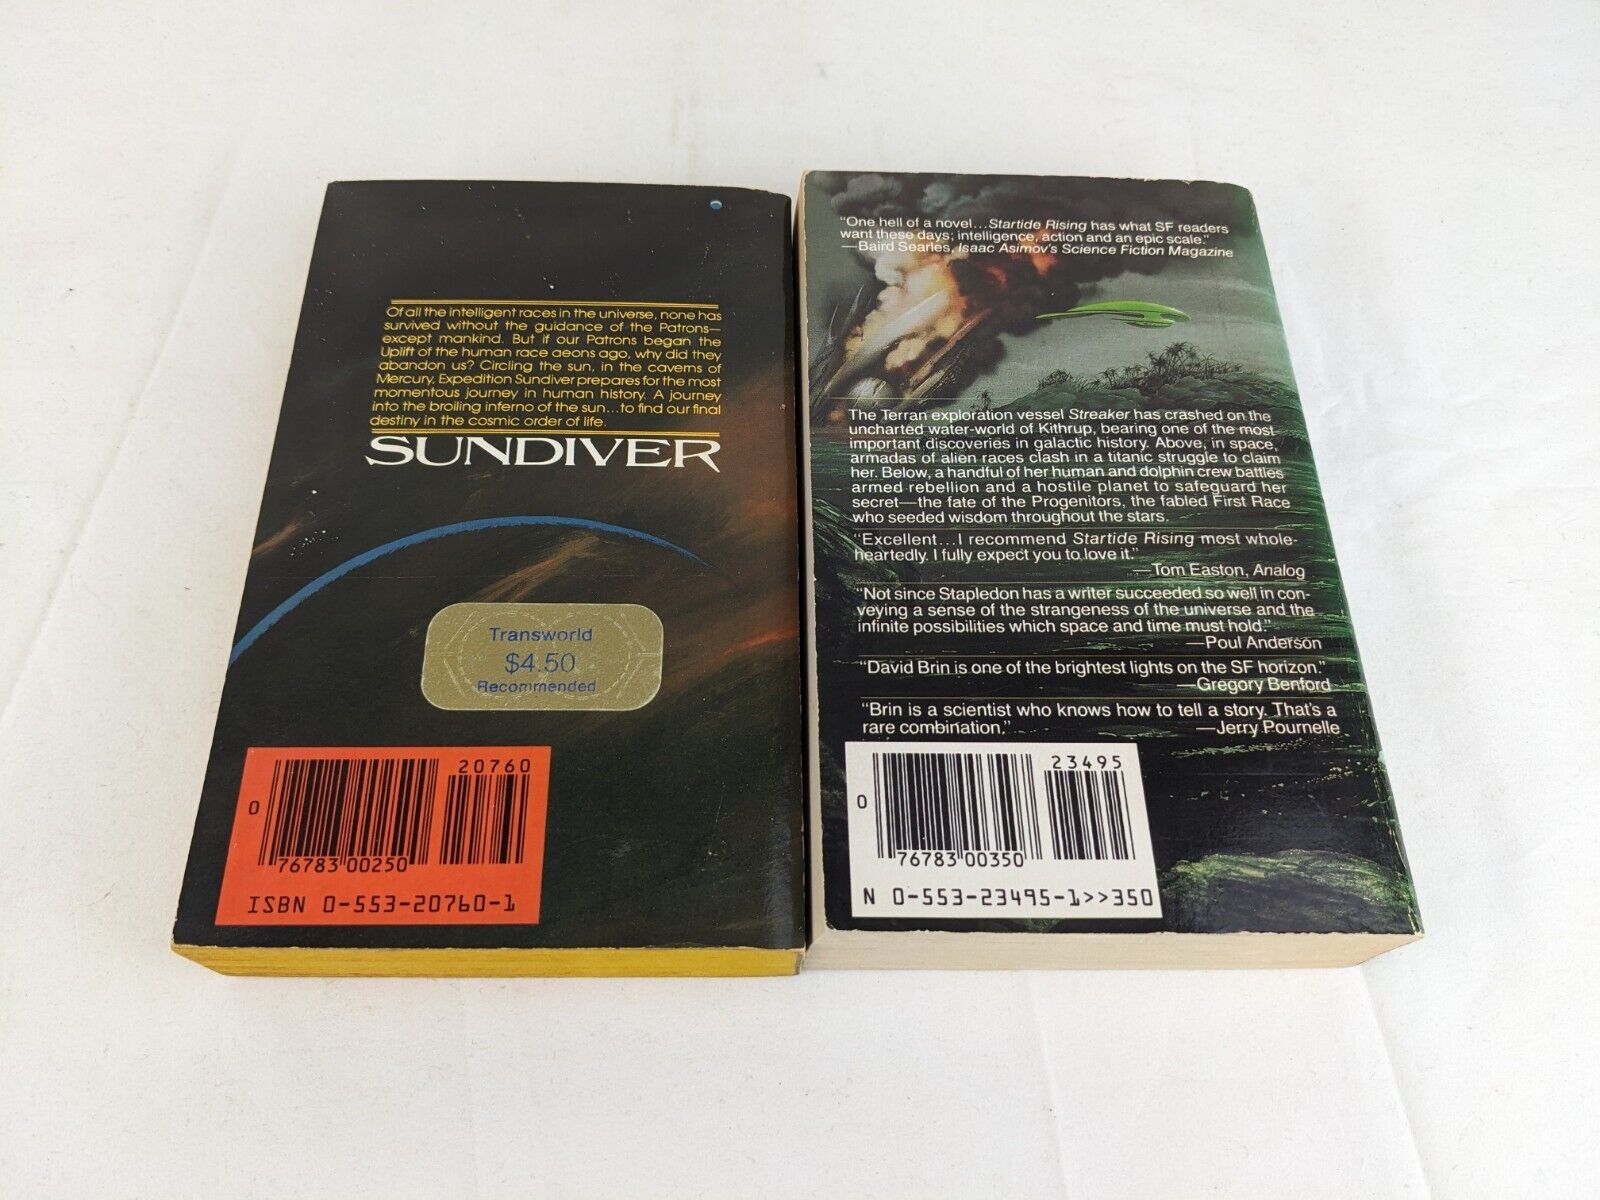 Of all the intelligent races in the universe, none has
survived without the guidance of the Patrons—
except mankind. But if our Patrons began the
Uplift of the human race aeons ago, why did they
abandon us? Circling the sun, in the caverns of
Mercury, Expedition Sundiver prepares for the most
momentous journey in human history. A journey
into the broiling inferno of the sun...to find our final
destiny in the cosmic order of life.
SUNDIVER
Transworld
$4.50
Recommended
20760
0
76783 00250
ISBN 0-553-20760-1
"One hell of a novel...Startide Rising has what SF readers
want these days; intelligence, action and an epic scale."
—Baird Searles, Isaac Asimov's Science Fiction Magazine
The Terran exploration vessel Streaker has crashed on the
uncharted water-world of Kithrup, bearing one of the most
important discoveries in galactic history. Above, in space,
armadas of alien races clash in a titanic struggle to claim
her. Below, a handful of her human and dolphin crew battles
armed rebellion and a hostile planet to safeguard her
secret—the fate of the Progenitors, the fabled First Race
who seeded wisdom throughout the stars.
"Excellent...I recommend Startide Rising most whole-
heartedly. I fully expect you to love it."
—Tom Easton, Analog
"Not since Stapledon has a writer succeeded so well in con-
veying a sense of the strangeness of the universe and the
infinite possibilities which space and time must hold."
—Poul Anderson
"David Brin is one of the brightest lights on the SF horizon."
—Gregory Benford
"Brin is a scientist who knows how to tell a story. That's a
rare combination." —Jerry Pournelle
23495
0
76783 00350
N 0-553-23495-1>>350